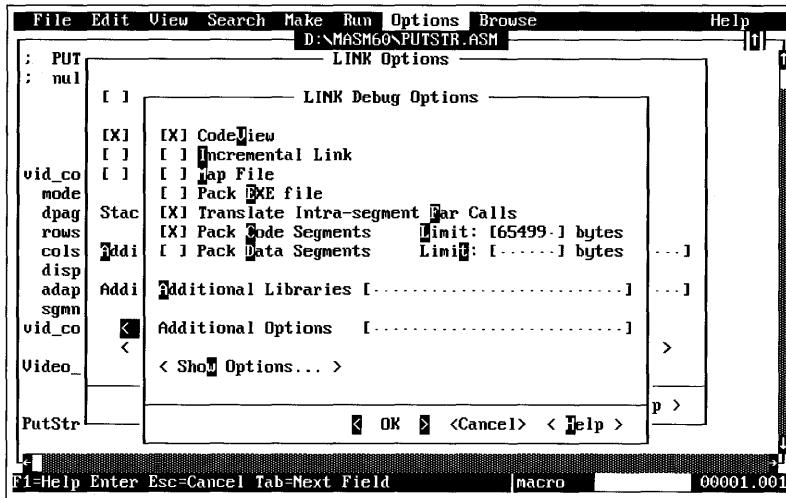 File Edit View Search Make Run Options Browse Help
D:\MASM60\PUTSTR.ASM
; PUT LINK Options
; nul
[ ] LINK Debug Options
[X] [X] CodeView
[ ] [ ] Incremental Link
vid_co [ ] [ ] Map File
mode [ ] Pack EXE file
dpag Stac [X] Translate Intra-segment Far Calls
rows [X] Pack Code Segments Limit: [65499·] bytes
cols Addi [ ] Pack Data Segments Limit: [······] bytes ···]
disp
adap Addi Additional Libraries [··························] ···]
sgmn
vid_co < Additional Options [··························]
< >
Video_ < Show Options... >
p >
PutStr < OK > <Cancel> < Help >
F1=Help Enter Esc=Cancel Tab=Next Field macro 00001.001